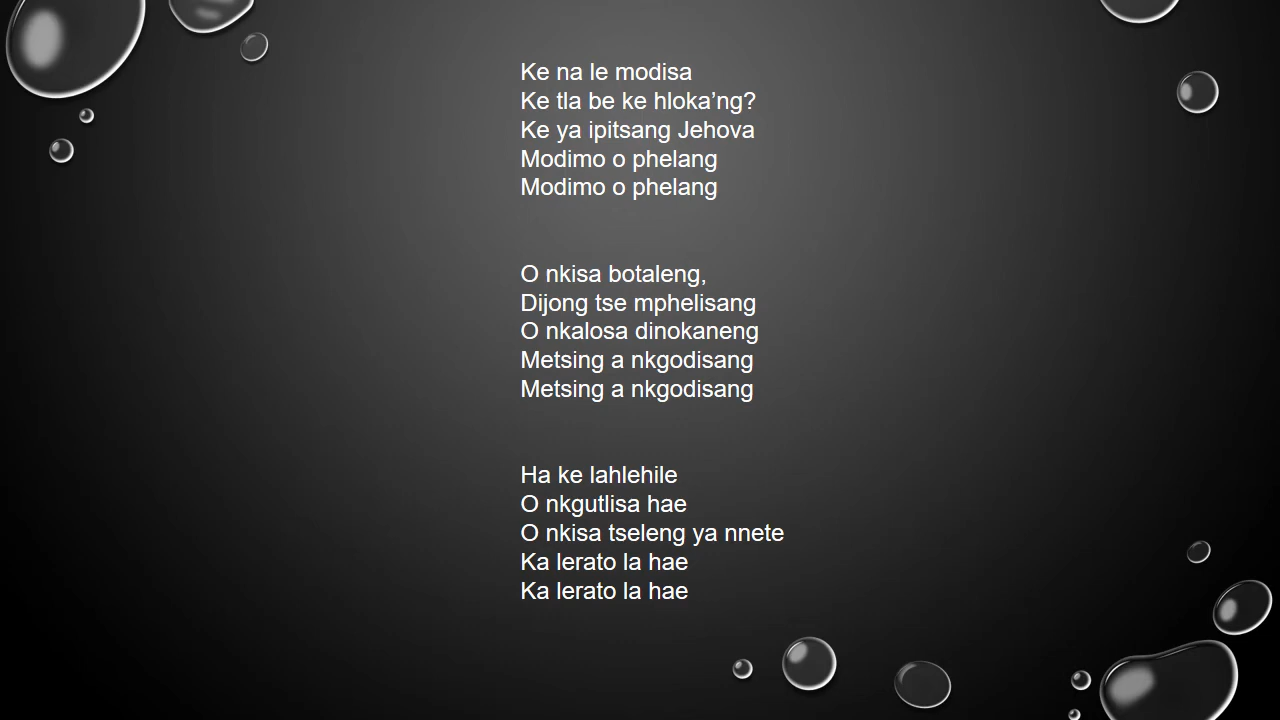 Ke na le modisa
Ke tla be ke hloka’ng?
Ke ya ipitsang Jehova
Modimo o phelang
Modimo o phelang
O nkisa botaleng,
Dijong tse mphelisang
O nkalosa dinokaneng
Metsing a nkgodisang
Metsing a nkgodisang
Ha ke lahlehile
O nkgutlisa hae
O nkisa tseleng ya nnete
Ka lerato la hae
Ka lerato la hae